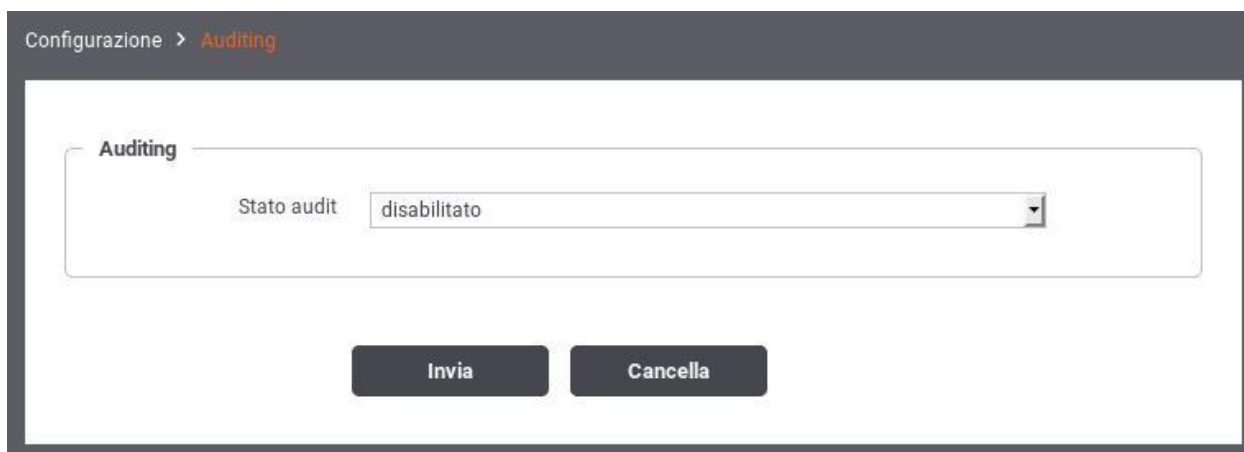 Configurazione > Auditing
Auditing
Stato audit disabilitato
Invia Cancella